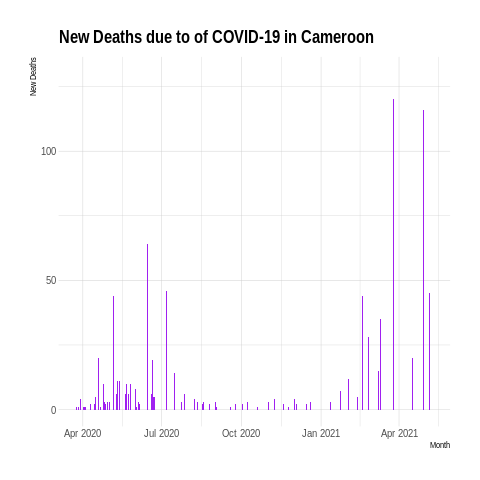 New Deaths due to of COVID-19 in Cameroon
New Deaths
100
50
0
Apr 2020 Jul 2020 Oct 2020 Jan 2021 Apr 2021
Month